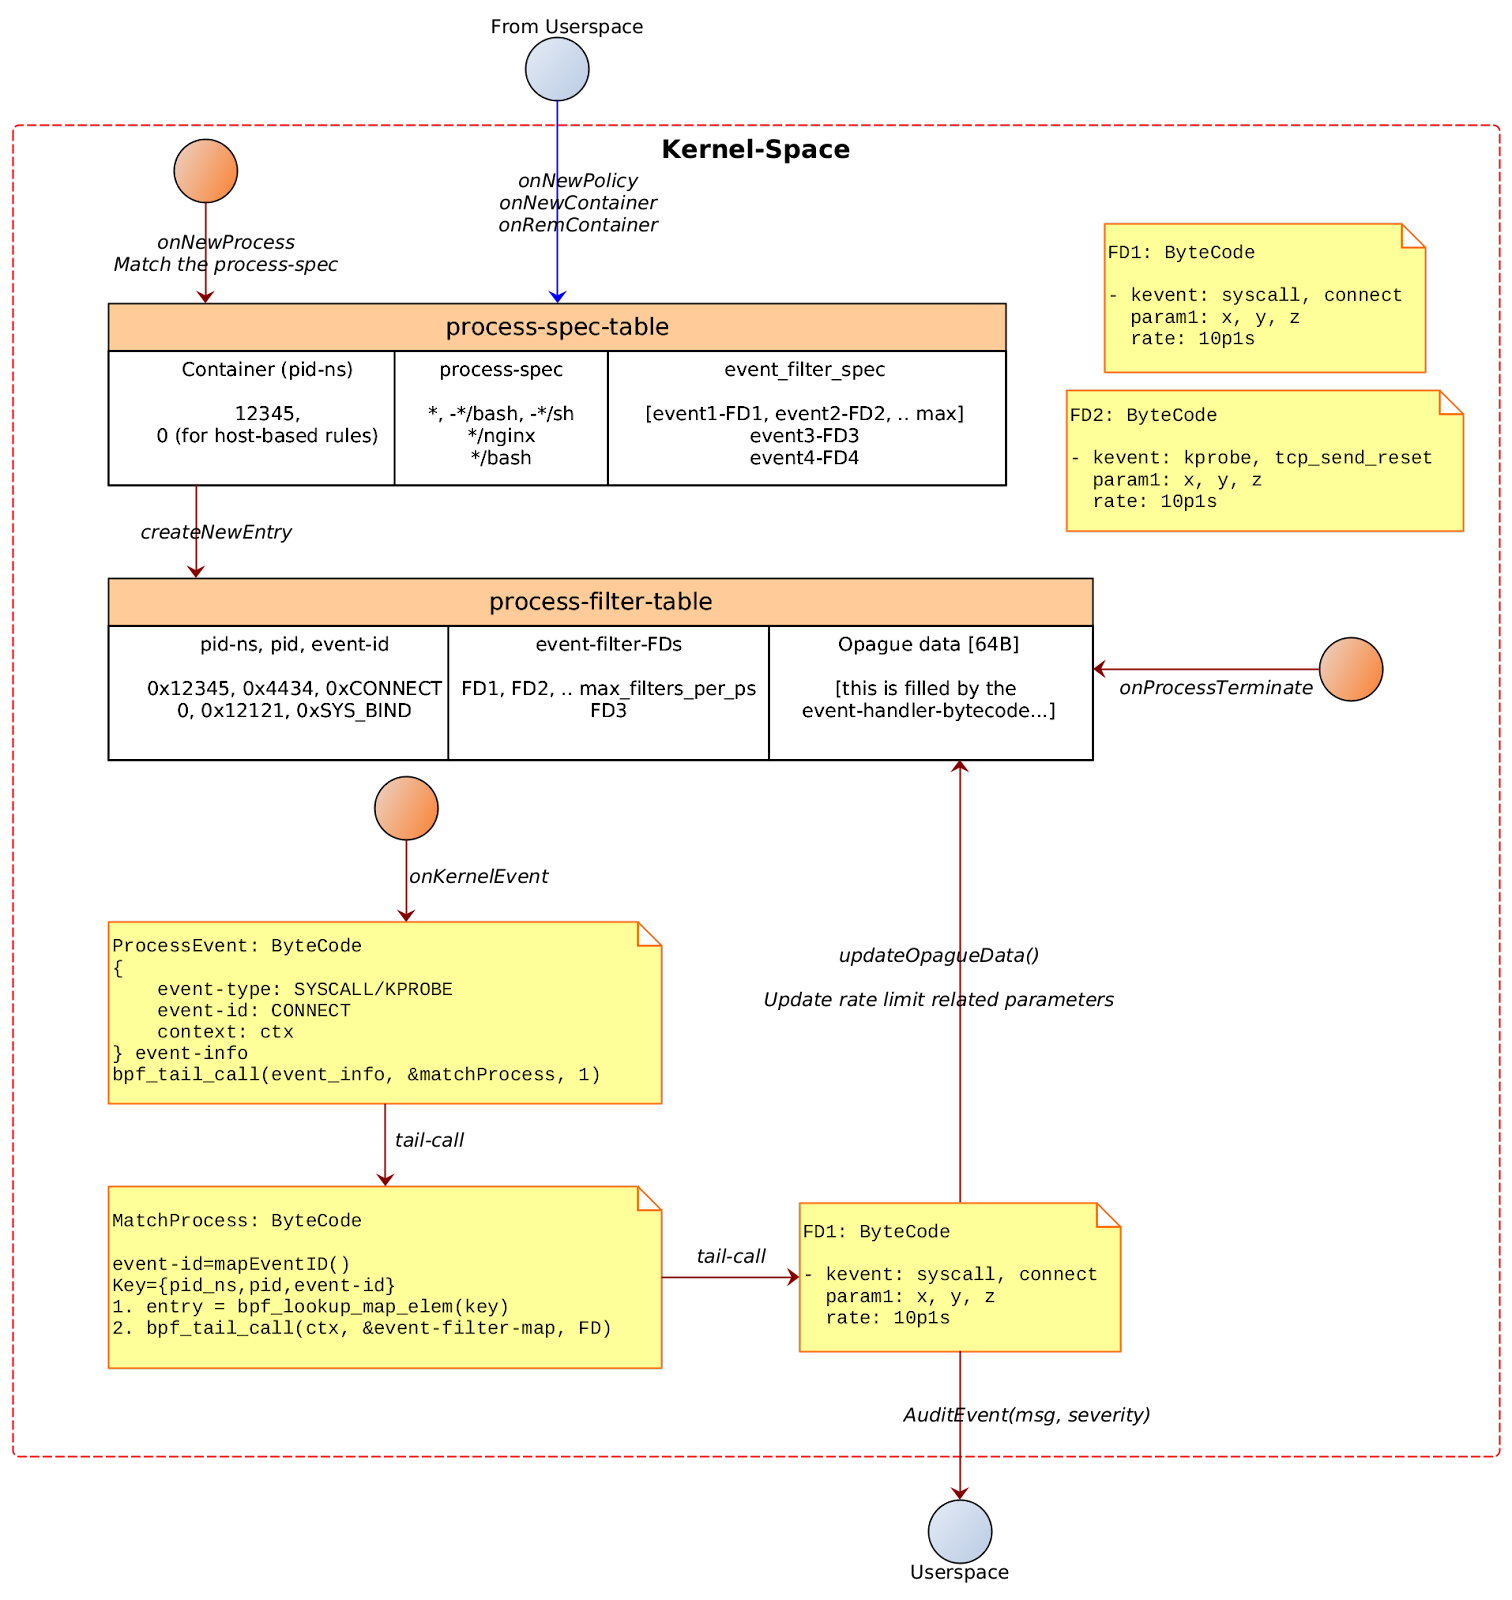 From Userspace
Kernel-Space
onNewPolicy
onNewContainer
onRemContainer
onNewProcess
Match the process-spec
FD1: ByteCode
- kevent: syscall, connect
param1: x, y, z
rate: 10p1s
process-spec-table
Container (pid-ns)
12345,
0 (for host-based rules)
process-spec
*, -*/bash, -*/sh
*/nginx
*/bash
event_filter_spec
[event1-FD1, event2-FD2, .. max]
event3-FD3
event4-FD4
FD2: ByteCode
- kevent: kprobe, tcp_send_reset
param1: x, y, z
rate: 10p1s
createNewEntry
process-filter-table
pid-ns, pid, event-id
0x12345, 0x4434, 0xCONNECT
0, 0x12121, 0xSYS_BIND
event-filter-FDs
FD1, FD2, .. max_filters_per_ps
FD3
Opague data [64B]
[this is filled by the
event-handler-bytecode...]
onProcessTerminate
onKernelEvent
ProcessEvent: ByteCode
{
event-type: SYSCALL/KPROBE
event-id: CONNECT
context: ctx
} event-info
bpf_tail_call(event_info, &matchProcess, 1)
updateOpagueData()
Update rate limit related parameters
tail-call
MatchProcess: ByteCode
event-id=mapEventID()
Key={pid_ns,pid,event-id}
1. entry = bpf_lookup_map_elem(key)
2. bpf_tail_call(ctx, &event-filter-map, FD)
tail-call
FD1: ByteCode
- kevent: syscall, connect
param1: x, y, z
rate: 10p1s
AuditEvent(msg, severity)
Userspace